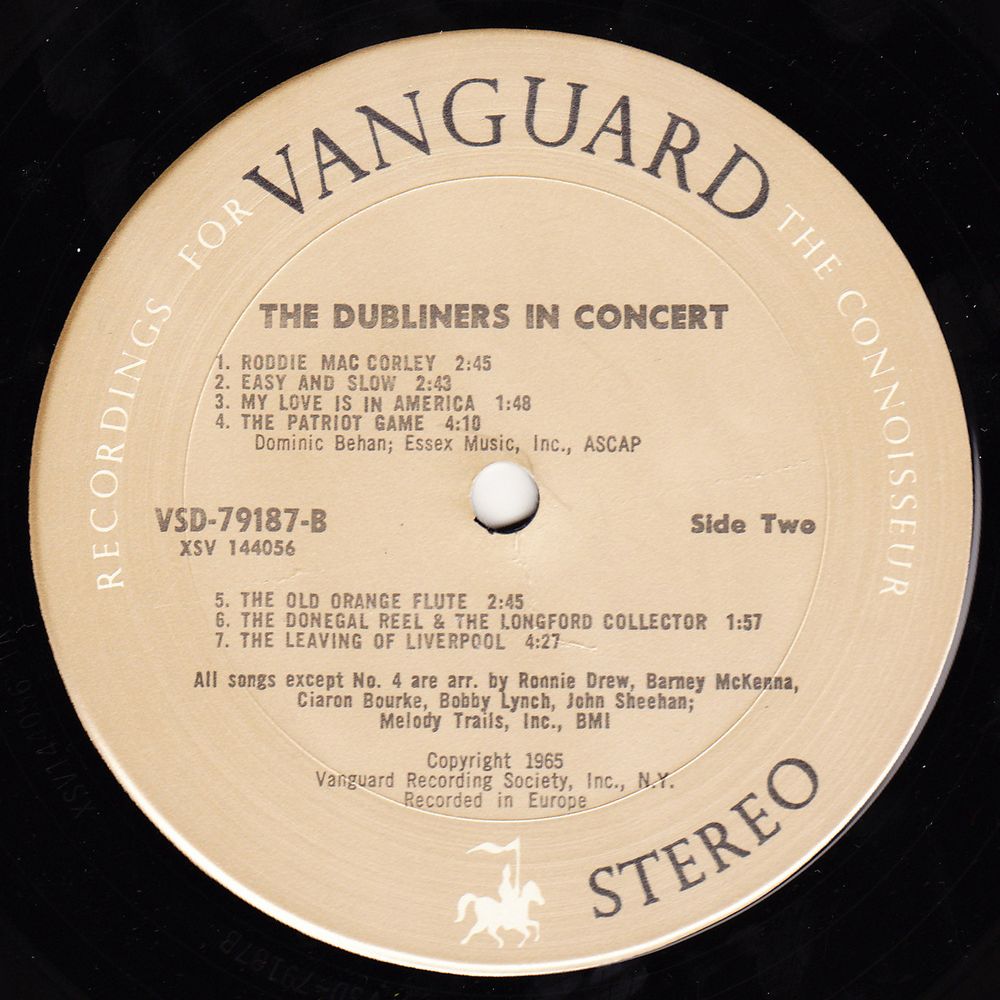 RECORDINGS FOR VANGUARD THE CONNOISSEUR
THE DUBLINERS IN CONCERT
1. RODDIE MAC CORLEY 2:45
2. EASY AND SLOW 2:43
3. MY LOVE IS IN AMERICA 1:48
4. THE PATRIOT GAME 4:10
Dominic Behan; Essex Music, Inc., ASCAP
VSD-79187-B
Side Two
XSV 144056
5. THE OLD ORANGE FLUTE 2:45
6. THE DONEGAL REEL & THE LONGFORD COLLECTOR 1:57
7. THE LEAVING OF LIVERPOOL 4:27
All songs except No. 4 are arr. by Ronnie Drew, Barney McKenna,
Ciaron Bourke, Bobby Lynch, John Sheehan;
Melody Trails, Inc., BMI
Copyright 1965
Vanguard Recording Society, Inc., N.Y.
Recorded in Europe
STEREO